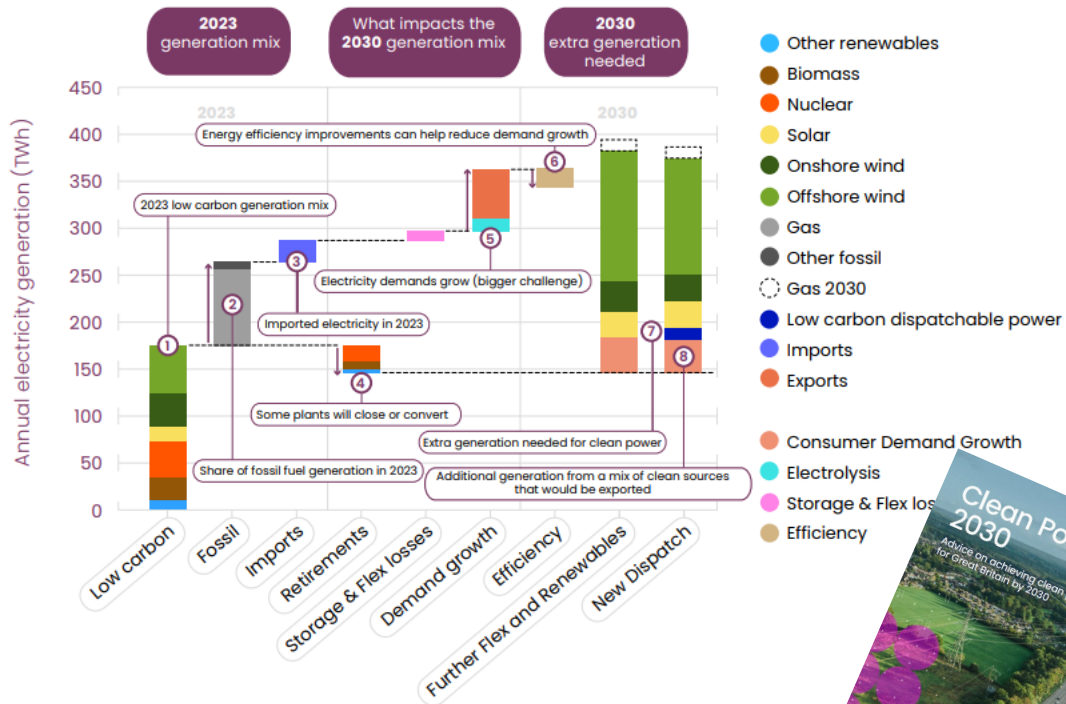 2023
generation mix
What impacts the
2030 generation mix
2030
extra generation
needed
Annual electricity generation (TWh)
450
400
350
300
250
200
150
100
50
0
2023
2030
Energy efficiency improvements can help reduce demand growth
6
2023 low carbon generation mix
5
Electricity demands grow (bigger challenge)
3
2
Imported electricity in 2023
1
7
8
4
Some plants will close or convert
Extra generation needed for clean power
Share of fossil fuel generation in 2023
Additional generation from a mix of clean sources
that would be exported
Low carbon
Fossil
Imports
Retirements
Storage & Flex losses
Demand growth
Efficiency
Further Flex and Renewables
New Dispatch
Other renewables
Biomass
Nuclear
Solar
Onshore wind
Offshore wind
Gas
Other fossil
Gas 2030
Low carbon dispatchable power
Imports
Exports
Consumer Demand Growth
Electrolysis
Storage & Flex los
Efficiency
Clean Po
2030
Advice on achieving clean
for Great Britain by 2030